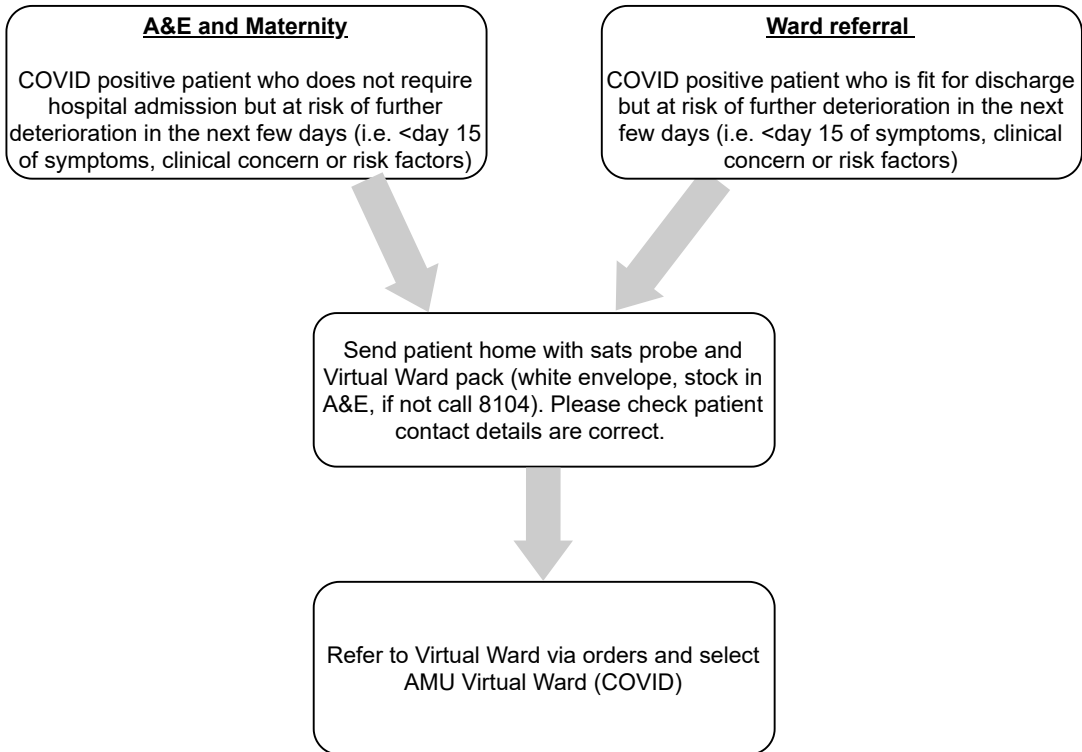 A&E and Maternity
COVID positive patient who does not require
hospital admission but at risk of further
deterioration in the next few days (i.e. <day 15
of symptoms, clinical concern or risk factors)
Ward referral
COVID positive patient who is fit for discharge
but at risk of further deterioration in the next
few days (i.e. <day 15 of symptoms, clinical
concern or risk factors)
Send patient home with sats probe and
Virtual Ward pack (white envelope, stock in
A&E, if not call 8104). Please check patient
contact details are correct.
Refer to Virtual Ward via orders and select
AMU Virtual Ward (COVID)